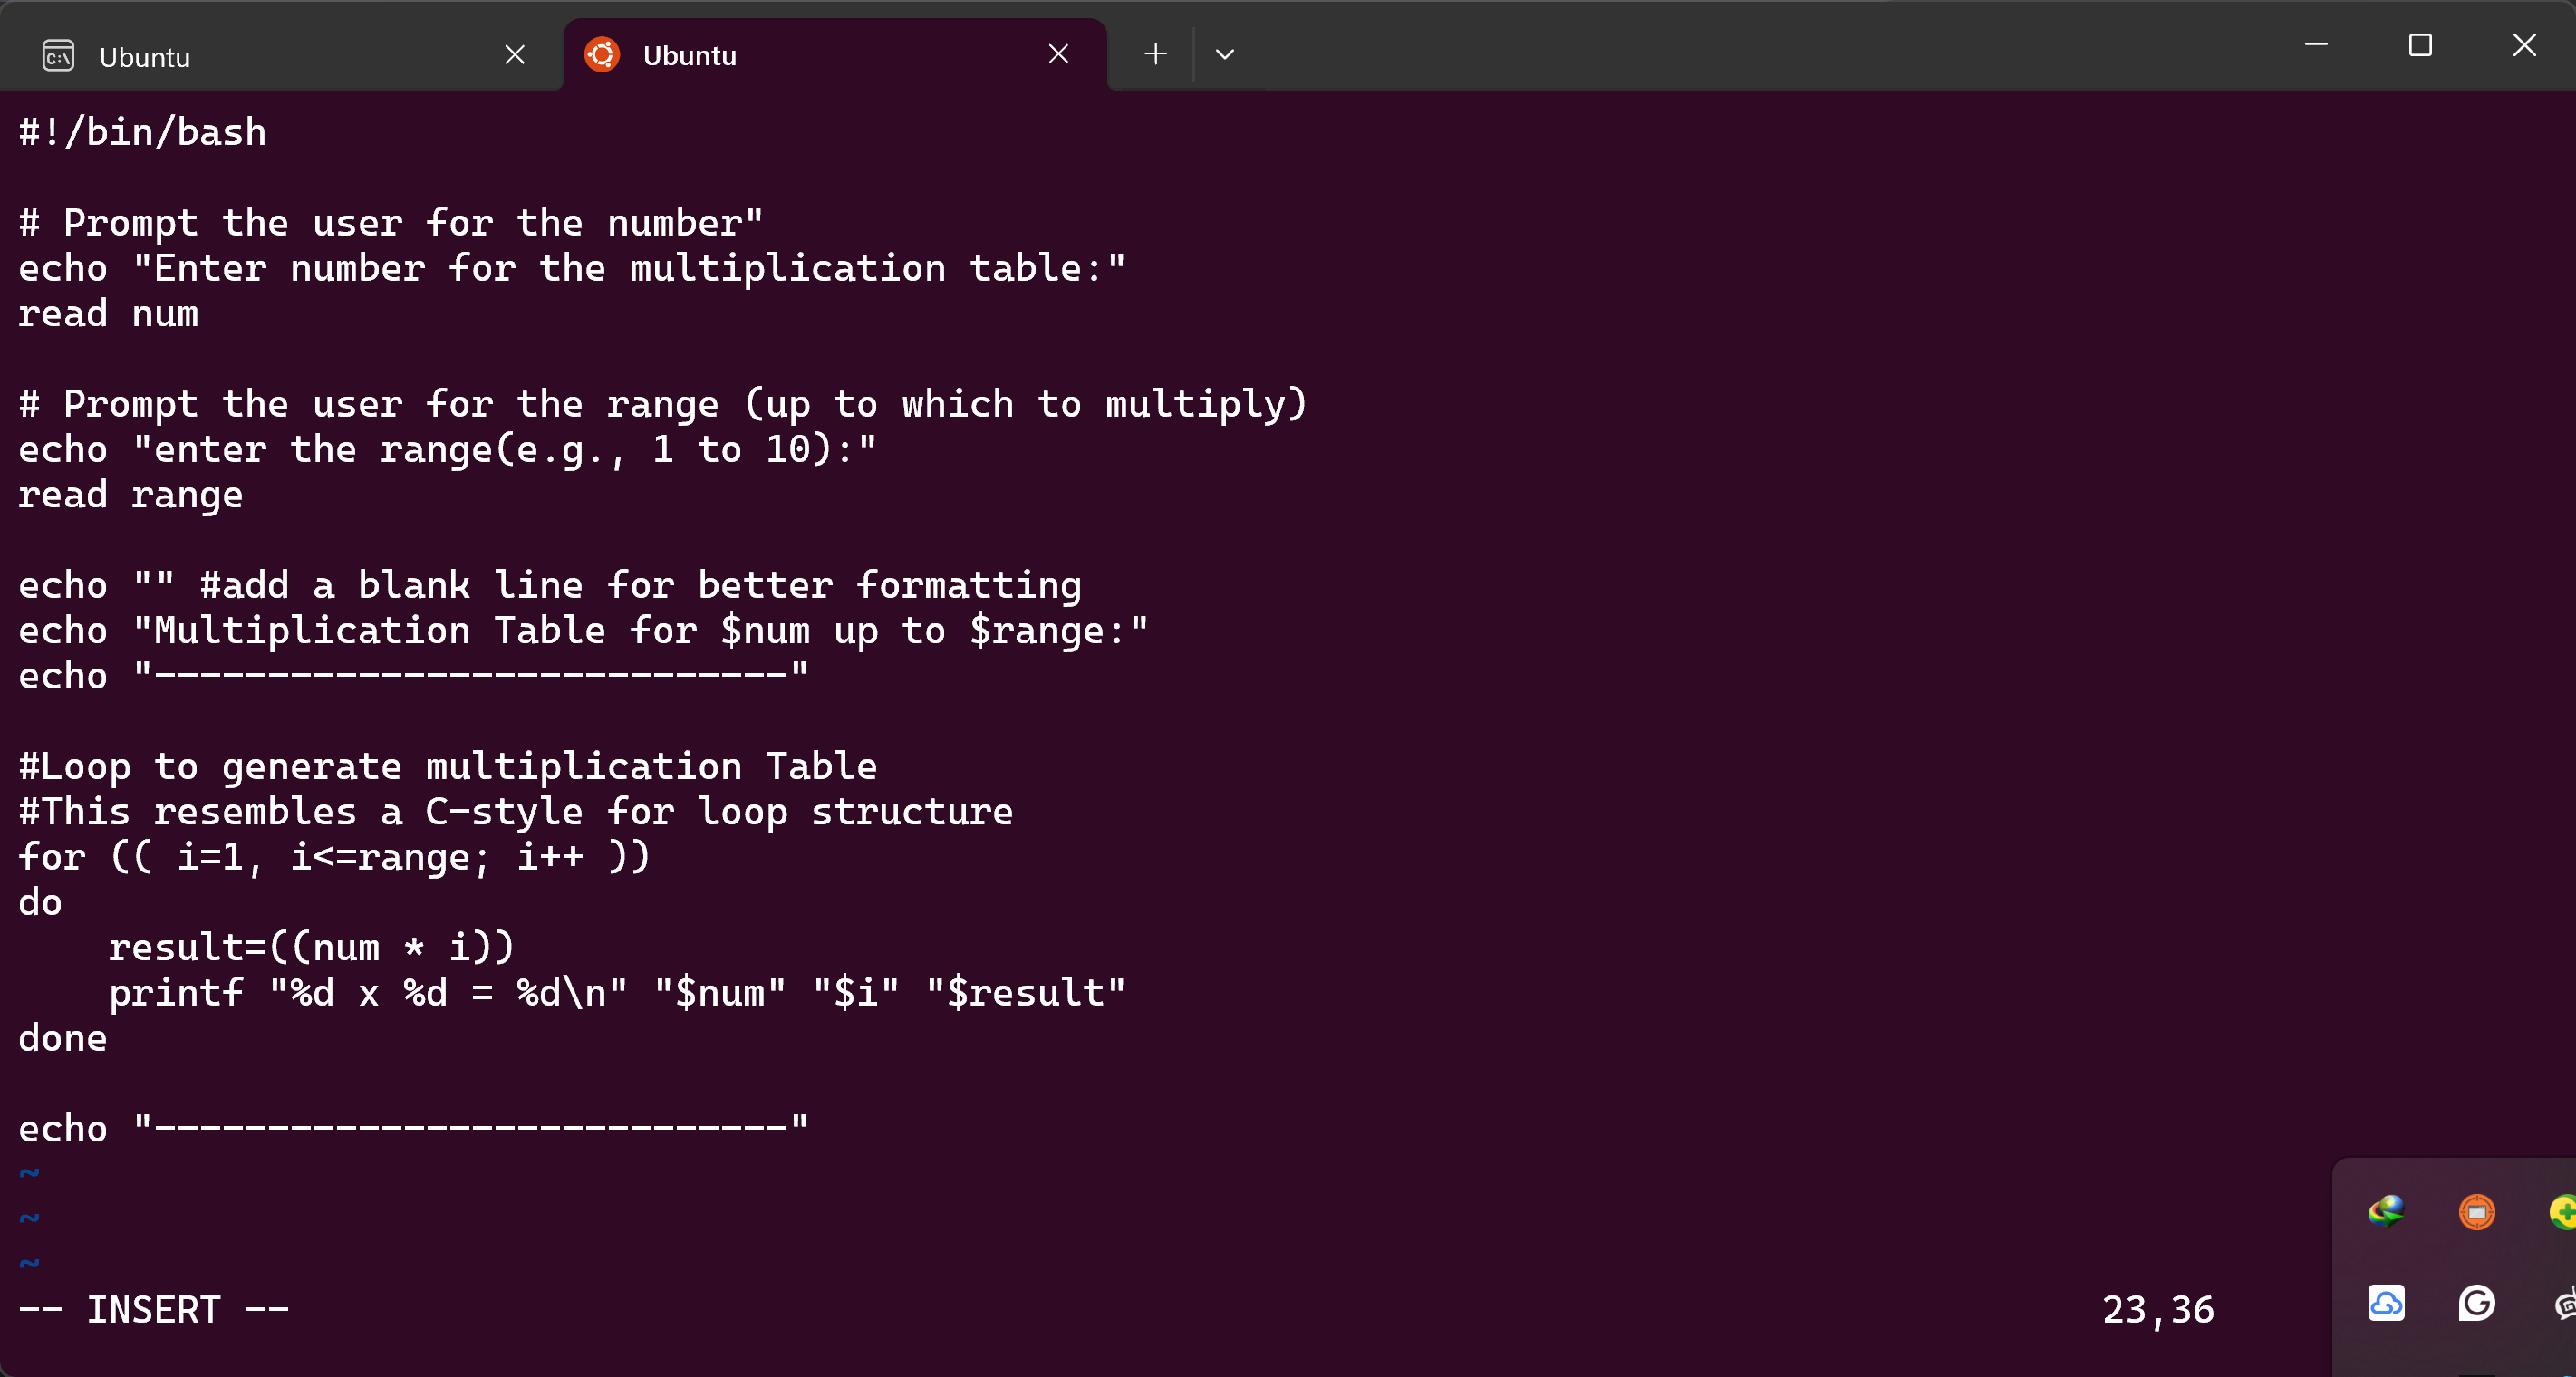 Ubuntu
Ubuntu
#!/bin/bash
# Prompt the user for the number"
echo "Enter number for the multiplication table:"
read num
# Prompt the user for the range (up to which to multiply)
echo "enter the range(e.g., 1 to 10):"
read range
echo "" #add a blank line for better formatting
echo "Multiplication Table for $num up to $range:"
echo "----------------------------"
#Loop to generate multiplication Table
#This resembles a C-style for loop structure
for (( i=1, i<=range; i++ ))
do
    result=((num * i))
    printf "%d x %d = %d\n" "$num" "$i" "$result"
done
echo "----------------------------"
~
~
~
-- INSERT --                                                                                23,36